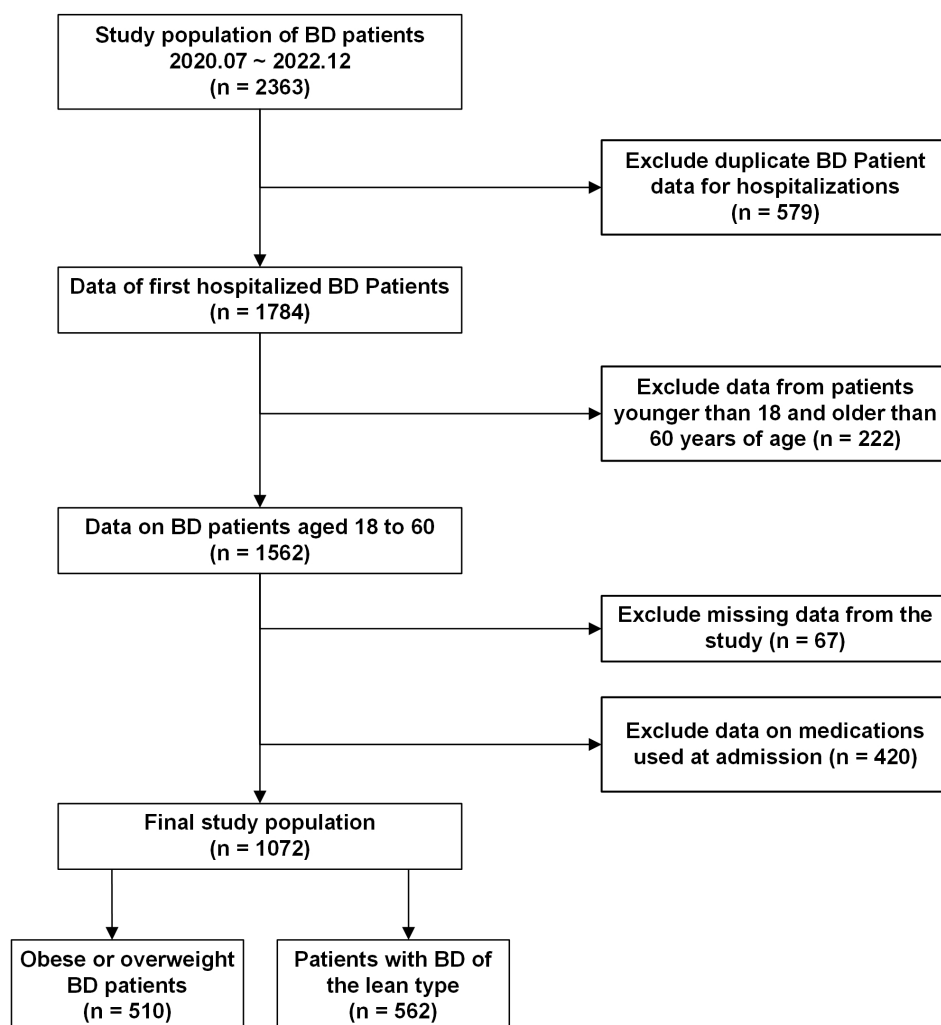 Study population of BD patients
2020.07 ~ 2022.12
(n = 2363)
Exclude duplicate BD Patient
data for hospitalizations
(n = 579)
Data of first hospitalized BD Patients
(n = 1784)
Exclude data from patients
younger than 18 and older than
60 years of age (n = 222)
Data on BD patients aged 18 to 60
(n = 1562)
Exclude missing data from the
study (n = 67)
Exclude data on medications
used at admission (n = 420)
Final study population
(n = 1072)
Obese or overweight
BD patients
(n = 510)
Patients with BD of
the lean type
(n = 562)